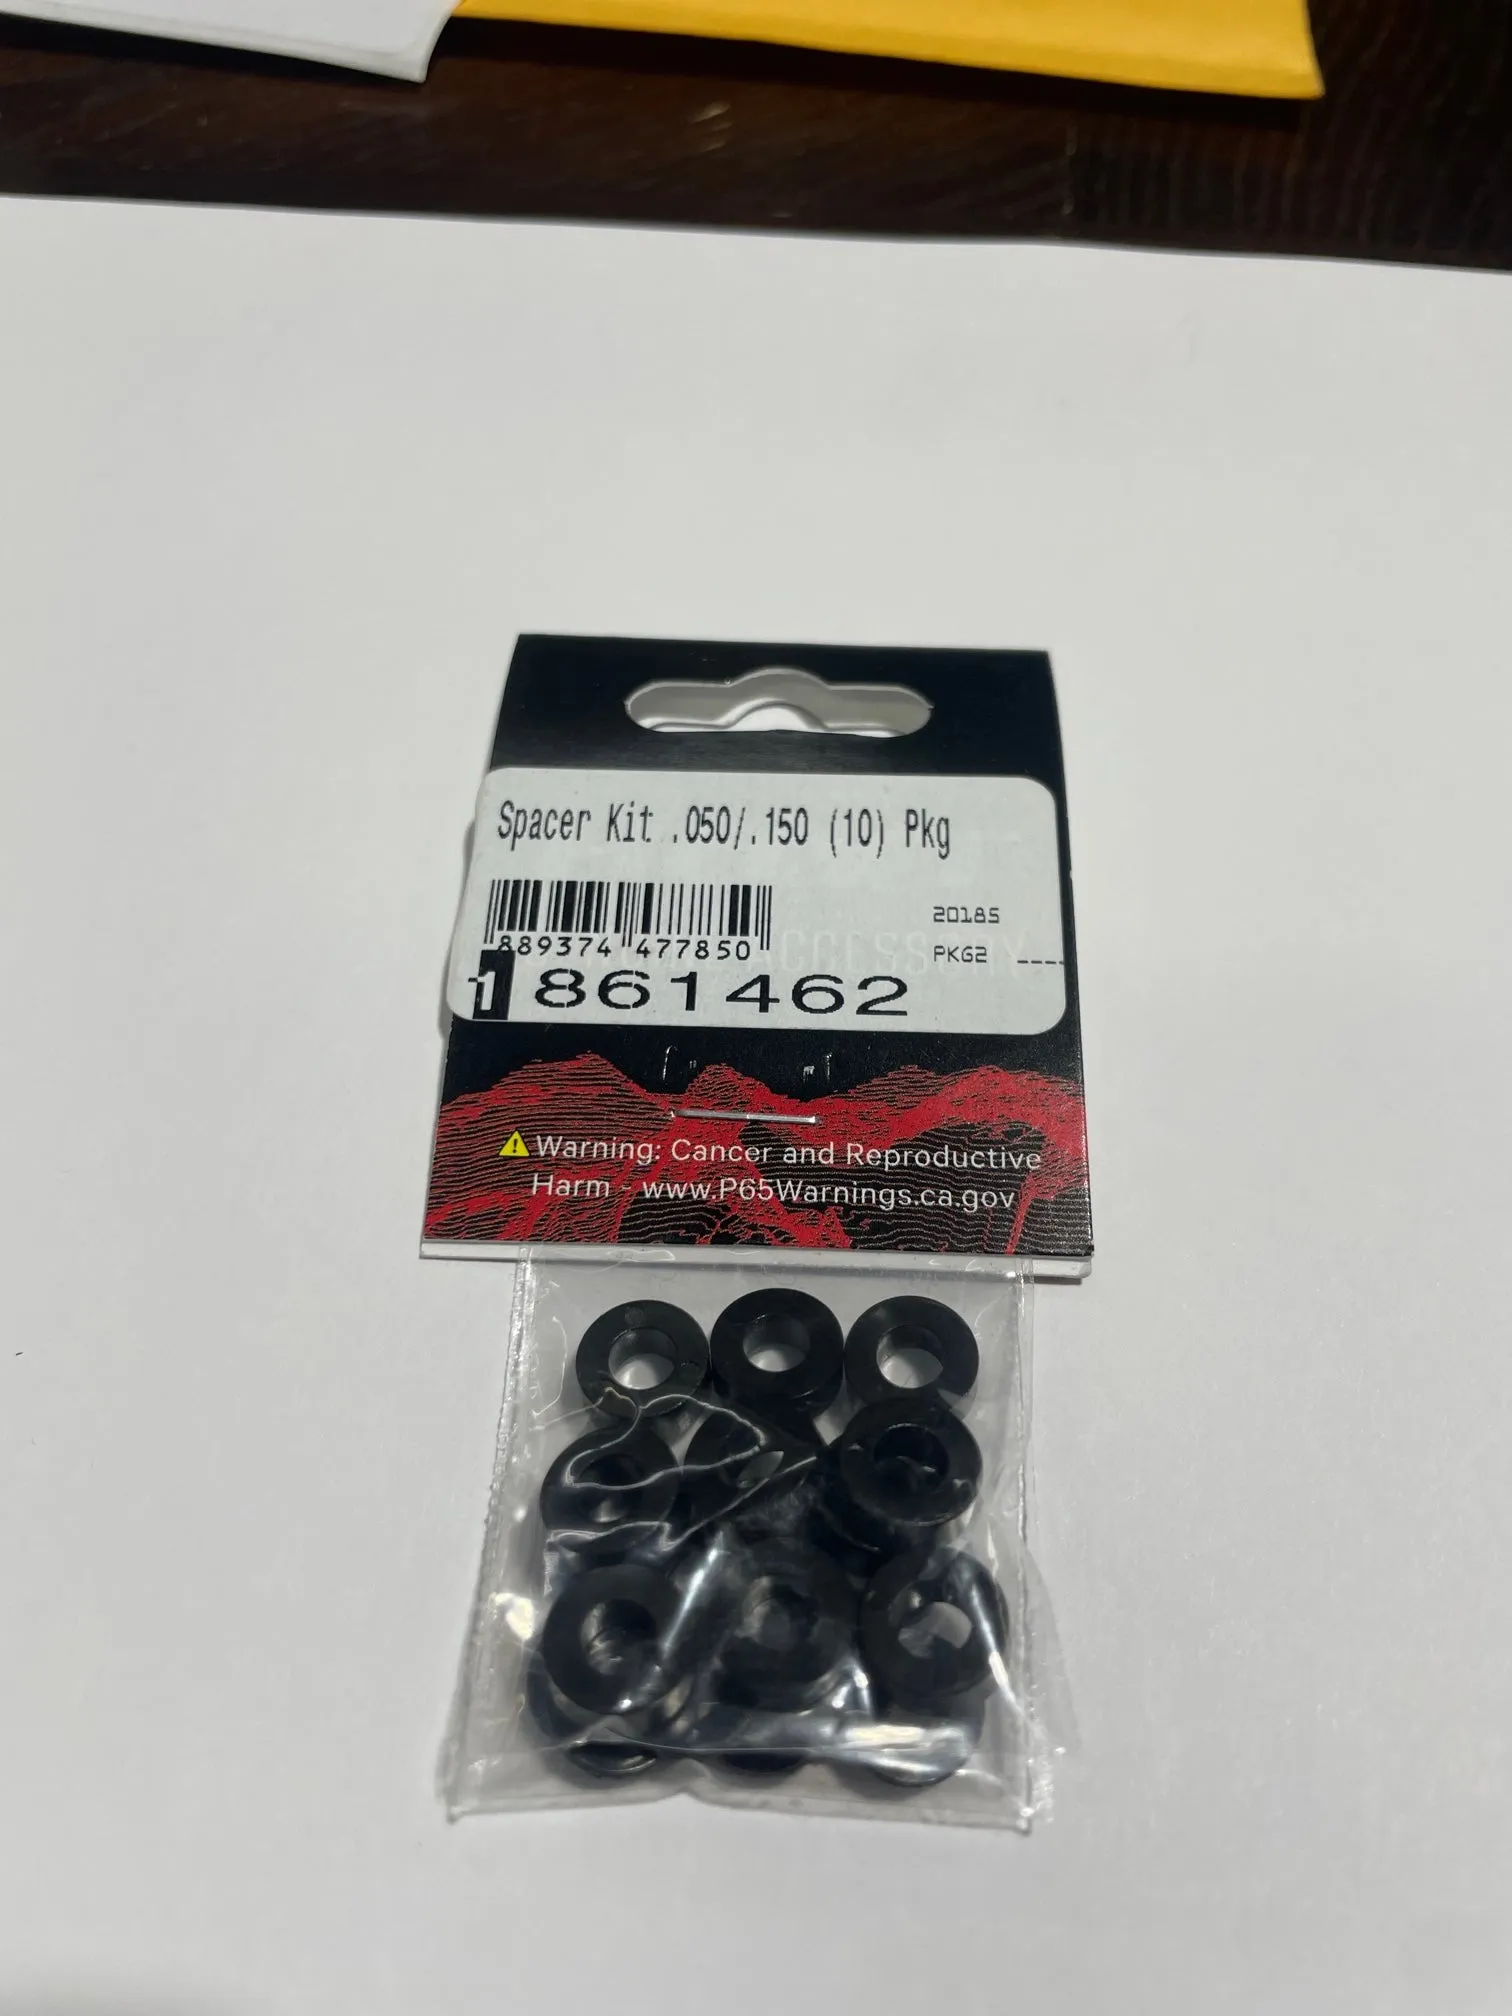 Spacer Kit .050/.150 (10) Pkg
20185
889374 477850
PKG2 ----
ACCESSORY
1 861462
Warning: Cancer and Reproductive
Harm - www.P65Warnings.ca.gov